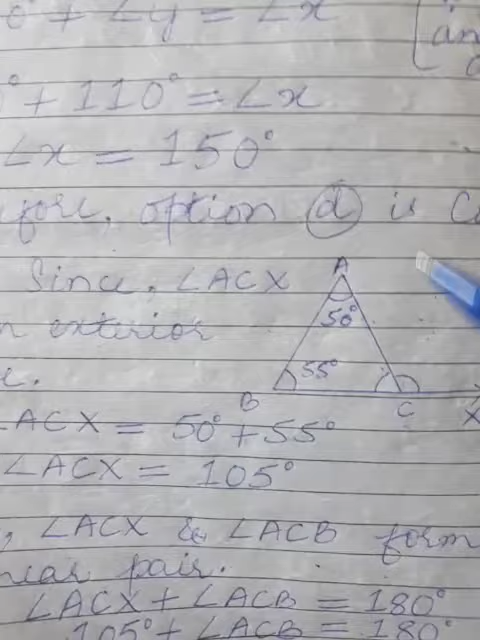 + ∠y = ∠x
+ 110° = ∠x
∠x = 150°
option (d) is
Since, ∠ACX
exterior
A
50°
55°
B
C
X
∠ACX = 50° + 55°
∠ACX = 105°
∠ACX & ∠ACB form
pair.
∠ACX + ∠ACB = 180°
105° + ∠ACB = 180°